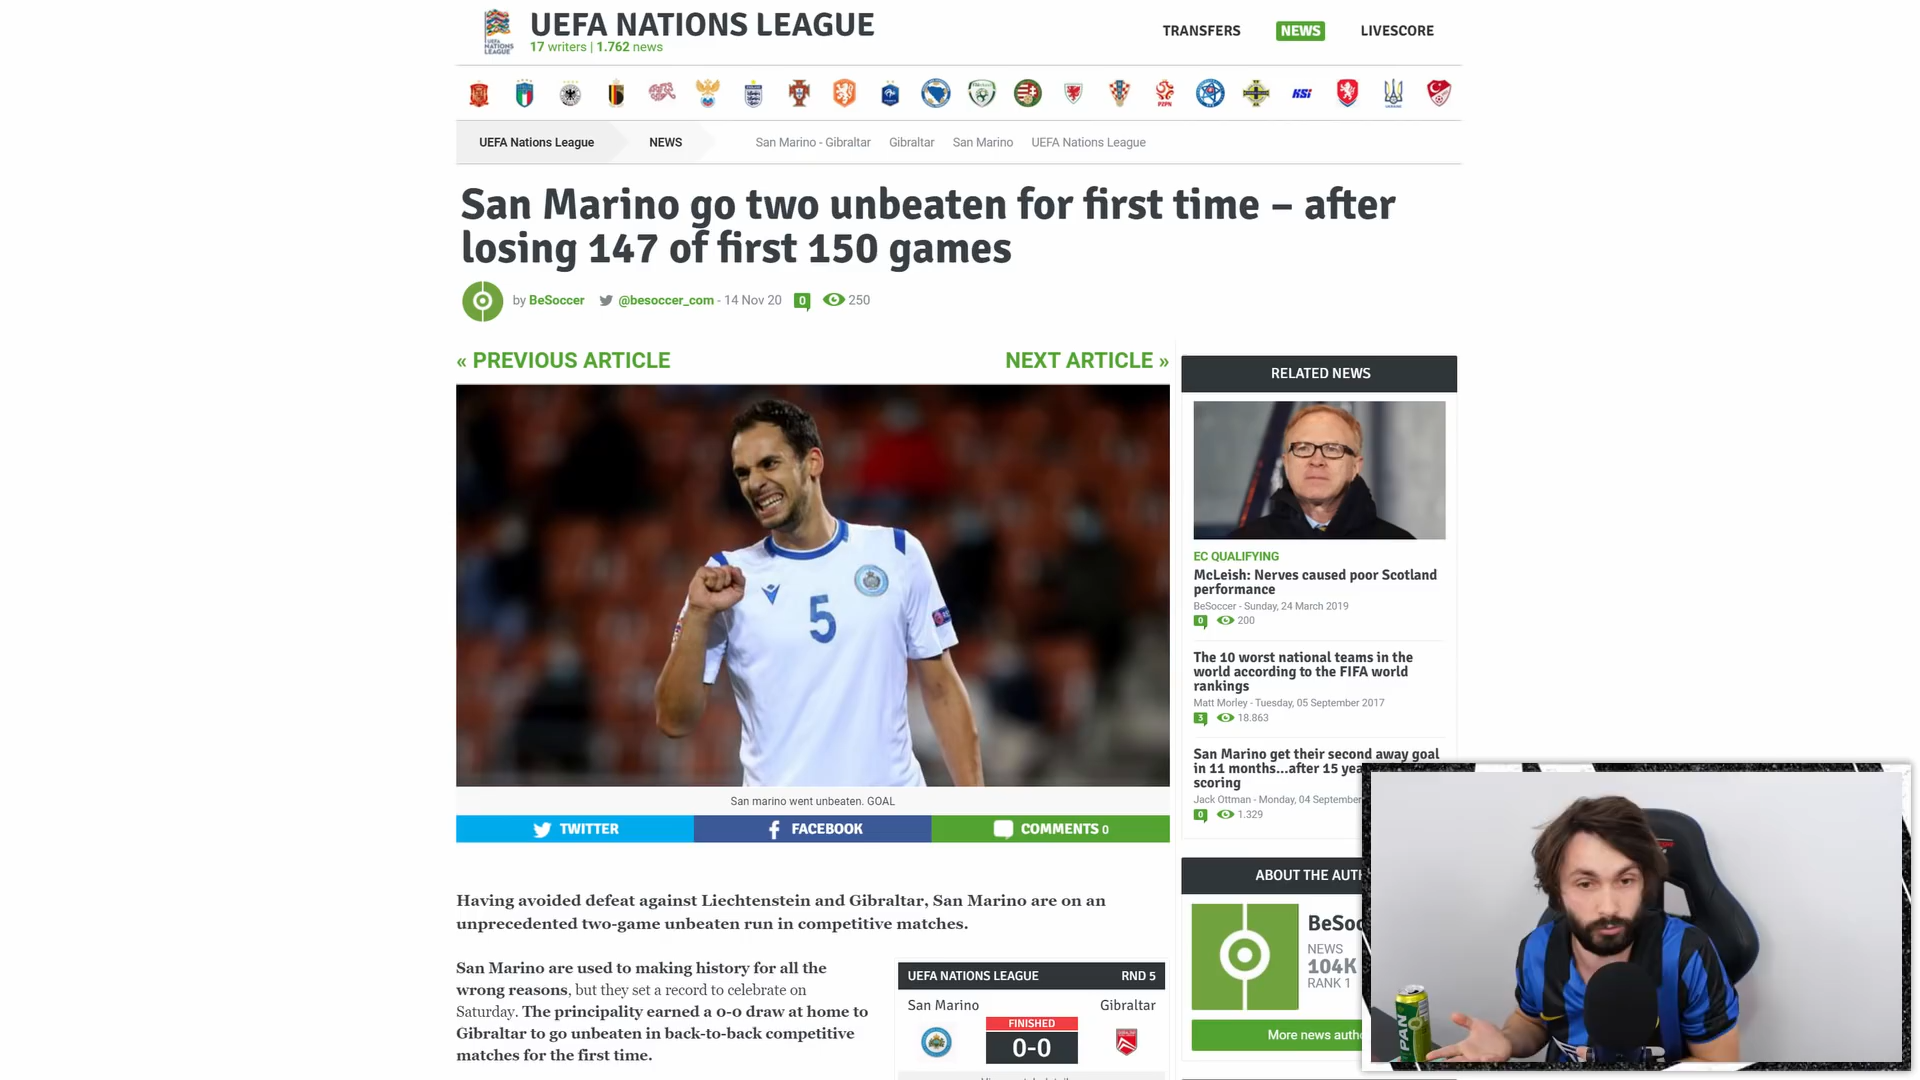 UEFA NATIONS LEAGUE
17 writers | 1.762 news
TRANSFERS
NEWS
LIVESCORE
UEFA Nations League
NEWS
San Marino - Gibraltar
Gibraltar
San Marino
UEFA Nations League
San Marino go two unbeaten for first time – after
losing 147 of first 150 games
by BeSoccer @besoccer_com - 14 Nov 20 0 250
« PREVIOUS ARTICLE
NEXT ARTICLE »
5
San marino went unbeaten. GOAL
TWITTER
FACEBOOK
COMMENTS 0
Having avoided defeat against Liechtenstein and Gibraltar, San Marino are on an
unprecedented two-game unbeaten run in competitive matches.
San Marino are used to making history for all the
wrong reasons, but they set a record to celebrate on
Saturday. The principality earned a 0-0 draw at home to
Gibraltar to go unbeaten in back-to-back competitive
matches for the first time.
UEFA NATIONS LEAGUE RND 5
San Marino Gibraltar
FINISHED
0-0
RELATED NEWS
EC QUALIFYING
McLeish: Nerves caused poor Scotland
performance
BeSoccer - Sunday, 24 March 2019
0 200
The 10 worst national teams in the
world according to the FIFA world
rankings
Matt Morley - Tuesday, 05 September 2017
3 18.863
San Marino get their second away goal
in 11 months...after 15 yea
scoring
Jack Ottman - Monday, 04 September
0 1.329
ABOUT THE AUTH
BeSoc
NEWS
104K
RANK 1
More news autho
PAN